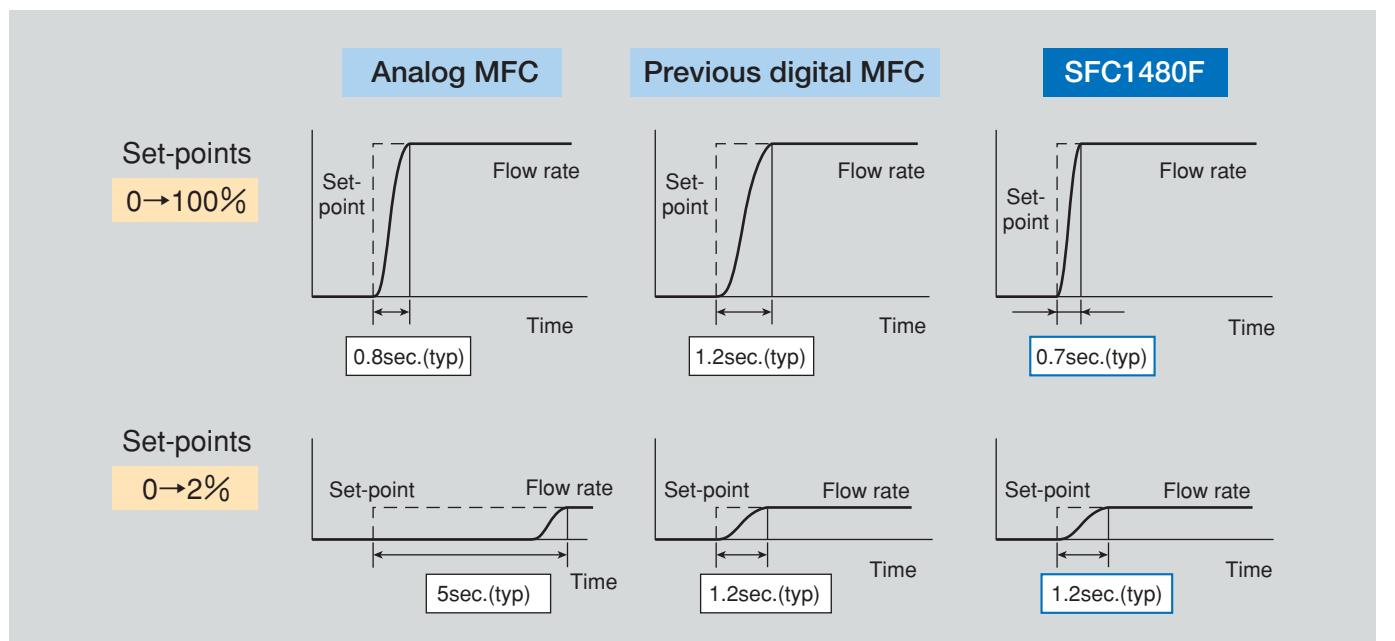 Analog MFC
Previous digital MFC
SFC1480F
Set-points
0→100%
Set-
point
Flow rate
Time
0.8sec.(typ)
Set-
point
Flow rate
Time
1.2sec.(typ)
Set-
point
Flow rate
Time
0.7sec.(typ)
Set-points
0→2%
Set-point
Flow rate
Time
5sec.(typ)
Set-point
Flow rate
Time
1.2sec.(typ)
Set-point
Flow rate
Time
1.2sec.(typ)